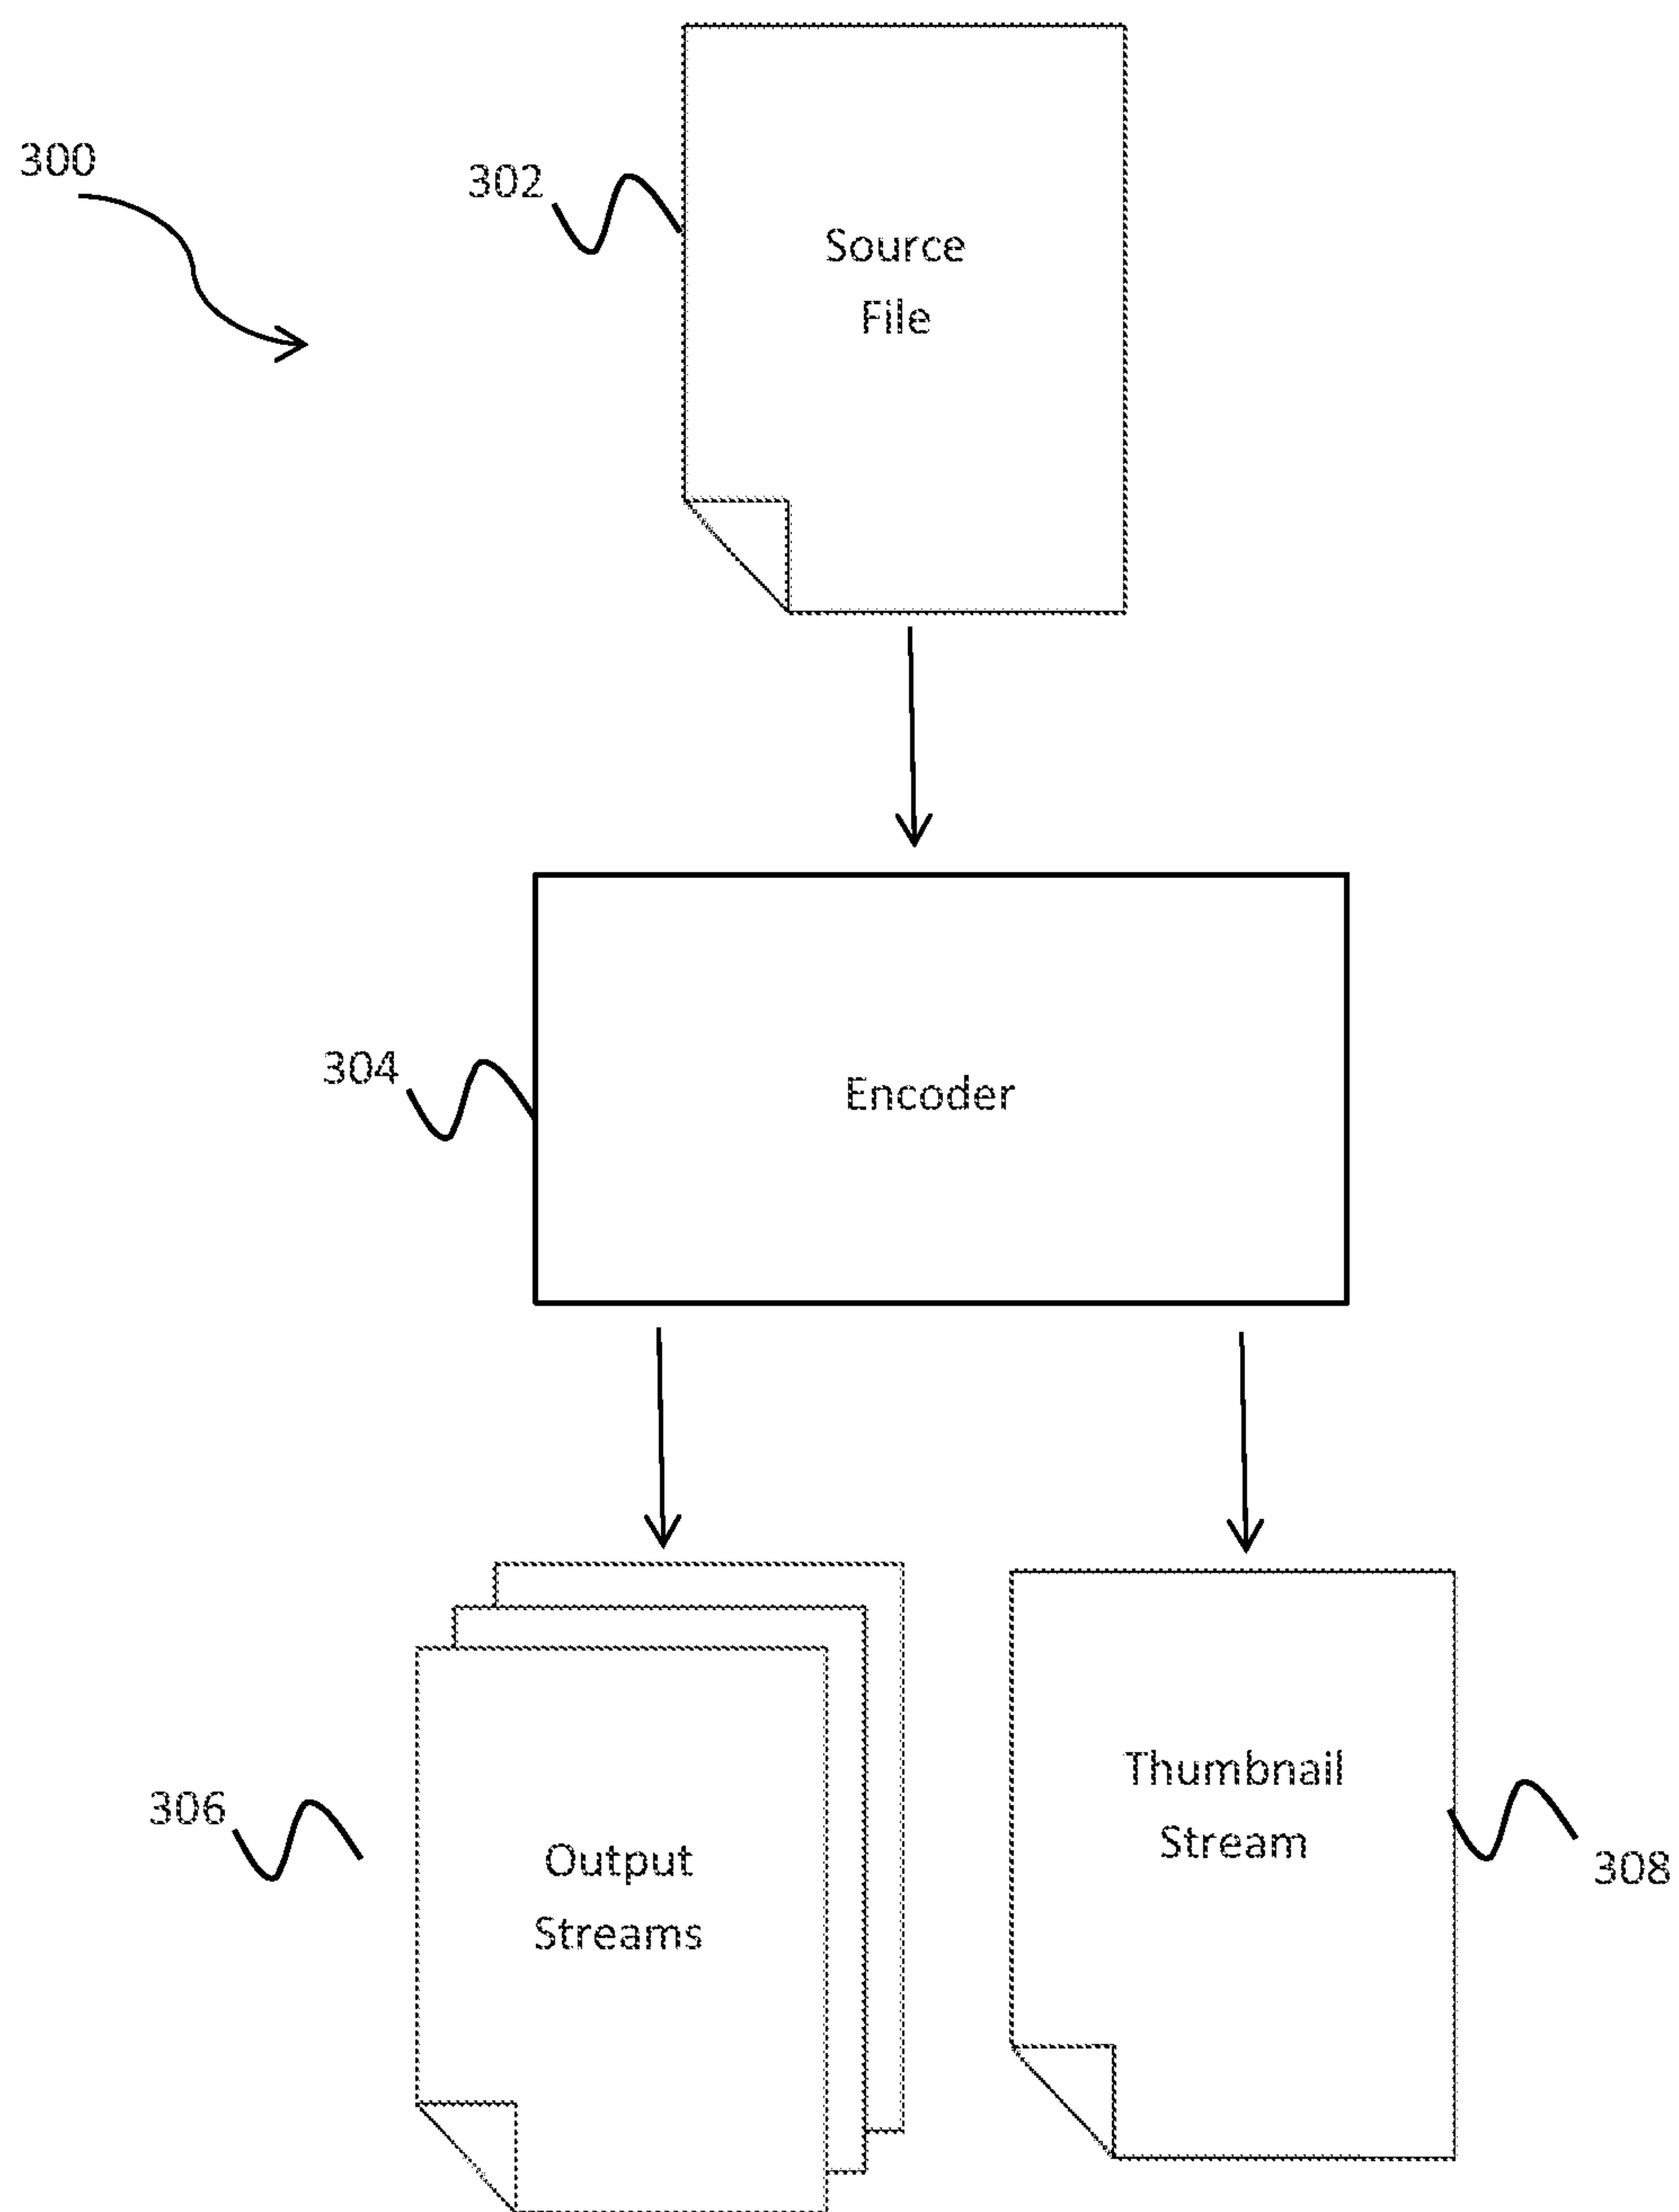 300
302
Source
File
304
Encoder
306
Output
Streams
Thumbnail
Stream
308